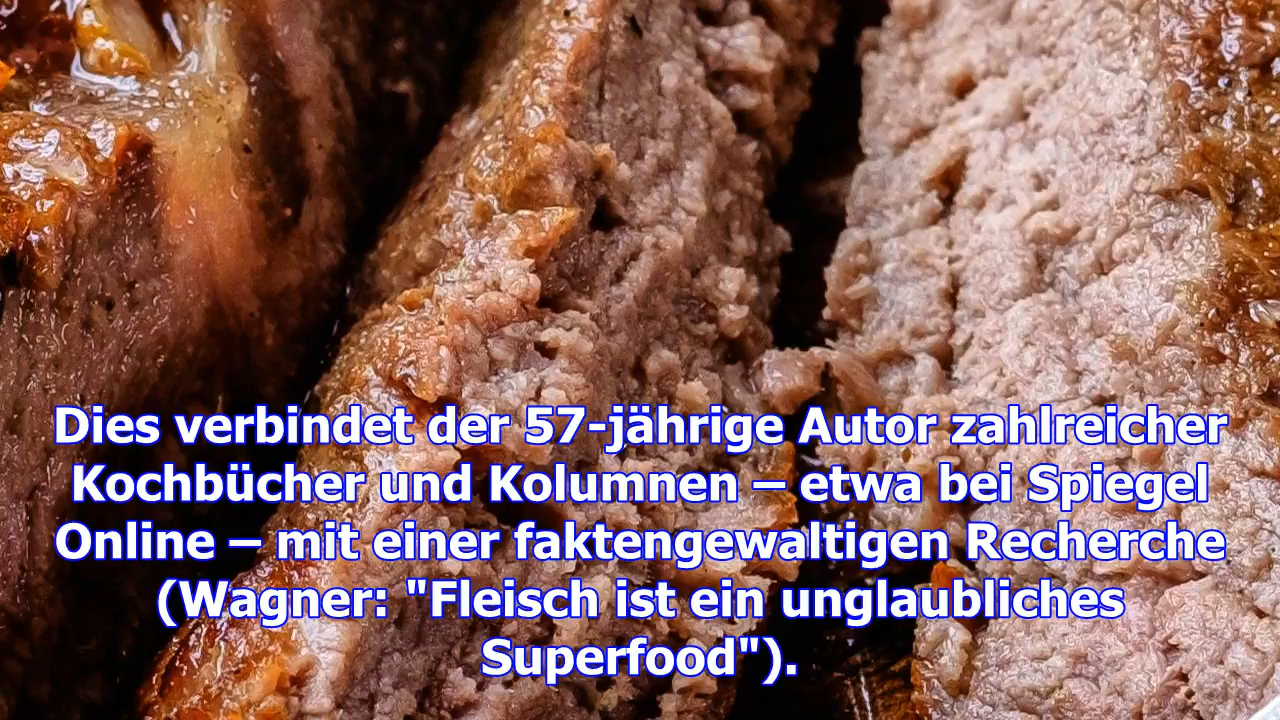 Dies verbindet der 57-jährige Autor zahlreicher
Kochbücher und Kolumnen – etwa bei Spiegel
Online – mit einer faktengewaltigen Recherche
(Wagner: "Fleisch ist ein unglaubliches
Superfood").